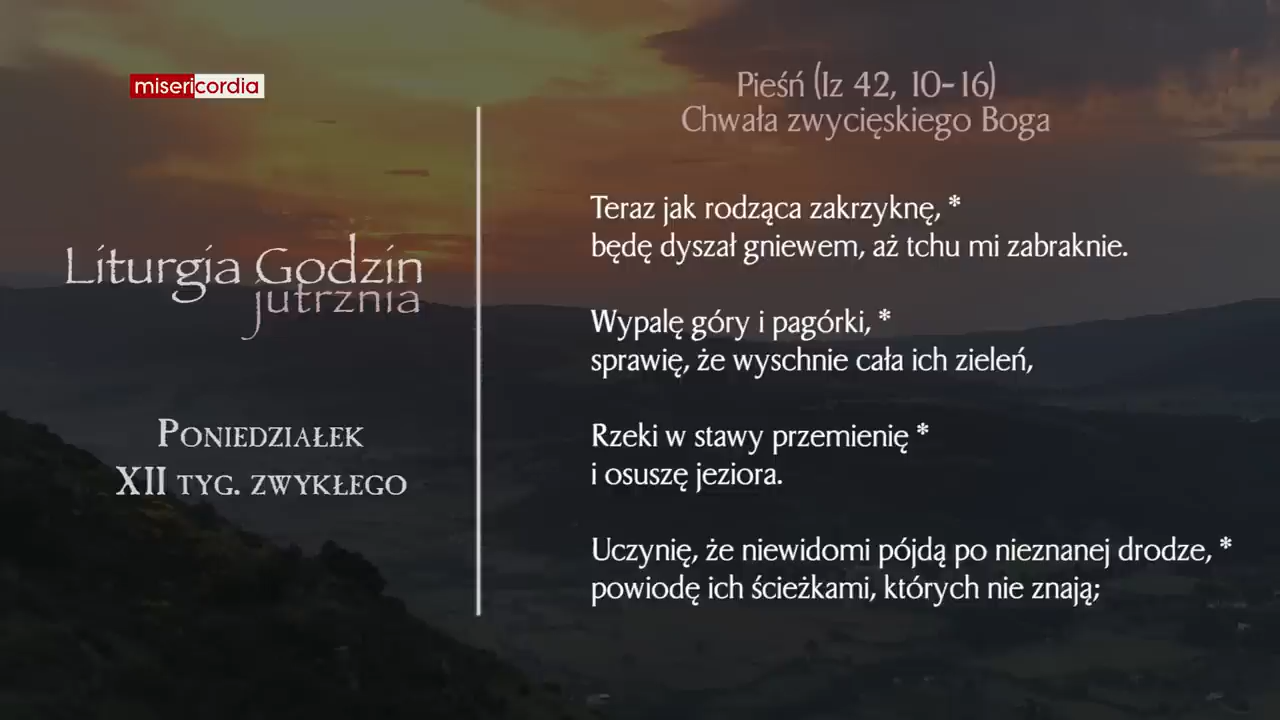 misericordia
Liturgia Godzin
jutrznia
Poniedziałek
XII tyg. zwykłego
Pieśń (Iz 42, 10-16)
Chwała zwycięskiego Boga
Teraz jak rodząca zakrzyknę, *
będę dyszał gniewem, aż tchu mi zabraknie.
Wypalę góry i pagórki, *
sprawię, że wyschnie cała ich zieleń,
Rzeki w stawy przemienię *
i osuszę jeziora.
Uczynię, że niewidomi pójdą po nieznanej drodze, *
powiodę ich ścieżkami, których nie znają;